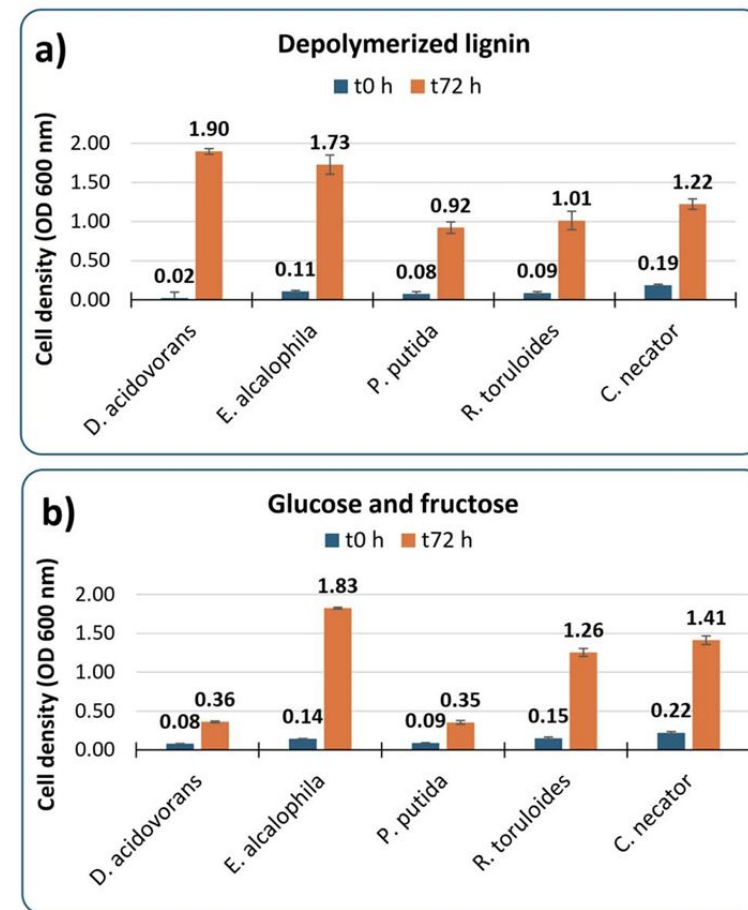 a)
Depolymerized lignin
t0 h t72 h
Cell density (OD 600 nm)
2.00
1.50
1.00
0.50
0.00
0.02 1.90
0.11 1.73
0.08 0.92
0.09 1.01
0.19 1.22
D. acidovorans
E. alcalophila
P. putida
R. toruloides
C. necator
b)
Glucose and fructose
t0 h t72 h
Cell density (OD 600 nm)
2.00
1.50
1.00
0.50
0.00
0.08 0.36
0.14 1.83
0.09 0.35
0.15 1.26
0.22 1.41
D. acidovorans
E. alcalophila
P. putida
R. toruloides
C. necator